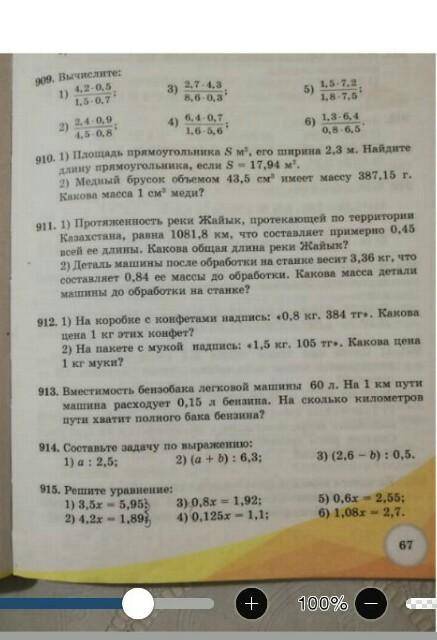 909. Вычислите:
1) 4,2 · 0,5 / 1,5 · 0,7; 3) 2,7 · 4,3 / 8,6 · 0,3; 5) 1,5 · 7,2 / 1,8 · 7,5;
2) 2,4 · 0,9 / 4,5 · 0,8; 4) 6,4 · 0,7 / 1,6 · 5,6; 6) 1,3 · 6,4 / 0,8 · 6,5.
910. 1) Площадь прямоугольника S м², его ширина 2,3 м. Найдите
длину прямоугольника, если S = 17,94 м².
2) Медный брусок объемом 43,5 см³ имеет массу 387,15 г.
Какова масса 1 см³ меди?
911. 1) Протяженность реки Жайык, протекающей по территории
Казахстана, равна 1081,8 км, что составляет примерно 0,45
всей ее длины. Какова общая длина реки Жайык?
2) Деталь машины после обработки на станке весит 3,36 кг, что
составляет 0,84 ее массы до обработки. Какова масса детали
машины до обработки на станке?
912. 1) На коробке с конфетами надпись: «0,8 кг. 384 тг». Какова
цена 1 кг этих конфет?
2) На пакете с мукой надпись: «1,5 кг. 105 тг». Какова цена
1 кг муки?
913. Вместимость бензобака легковой машины 60 л. На 1 км пути
машина расходует 0,15 л бензина. На сколько километров
пути хватит полного бака бензина?
914. Составьте задачу по выражению:
1) a : 2,5; 2) (a + b) : 6,3; 3) (2,6 – b) : 0,5.
915. Решите уравнение:
1) 3,5x = 5,95; 3) 0,8x = 1,92; 5) 0,6x = 2,55;
2) 4,2x = 1,89; 4) 0,125x = 1,1; 6) 1,08x = 2,7.
67
+ 100% −